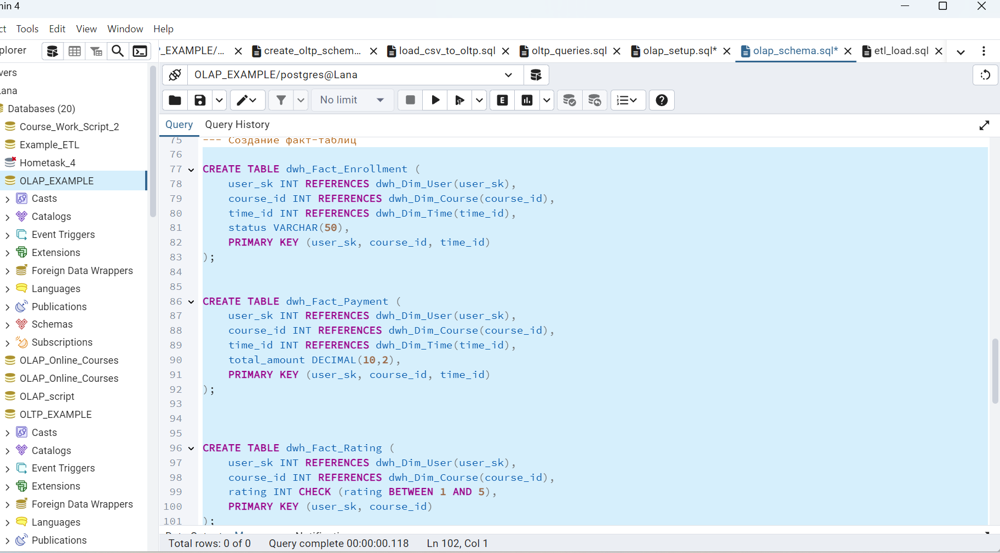 min 4
ct Tools Edit View Window Help
plorer
_EXAMPLE/...
create_oltp_schem...
load_csv_to_oltp.sql
oltp_queries.sql
olap_setup.sql*
olap_schema.sql*
etl_load.sql
vers
Lana
Databases (20)
Course_Work_Script_2
Example_ETL
Hometask_4
OLAP_EXAMPLE
Casts
Catalogs
Event Triggers
Extensions
Foreign Data Wrappers
Languages
Publications
Schemas
Subscriptions
OLAP_Online_Courses
OLAP_Online_Courses
OLAP_script
OLTP_EXAMPLE
Casts
Catalogs
Event Triggers
Extensions
Foreign Data Wrappers
Languages
Publications
OLAP_EXAMPLE/postgres@Lana
No limit
E
Query Query History
75 --- Создание факт-таблиц
76
77 CREATE TABLE dwh_Fact_Enrollment (
78 user_sk INT REFERENCES dwh_Dim_User(user_sk),
79 course_id INT REFERENCES dwh_Dim_Course(course_id),
80 time_id INT REFERENCES dwh_Dim_Time(time_id),
81 status VARCHAR(50),
82 PRIMARY KEY (user_sk, course_id, time_id)
83 );
84
85
86 CREATE TABLE dwh_Fact_Payment (
87 user_sk INT REFERENCES dwh_Dim_User(user_sk),
88 course_id INT REFERENCES dwh_Dim_Course(course_id),
89 time_id INT REFERENCES dwh_Dim_Time(time_id),
90 total_amount DECIMAL(10,2),
91 PRIMARY KEY (user_sk, course_id, time_id)
92 );
93
94
95
96 CREATE TABLE dwh_Fact_Rating (
97 user_sk INT REFERENCES dwh_Dim_User(user_sk),
98 course_id INT REFERENCES dwh_Dim_Course(course_id),
99 rating INT CHECK (rating BETWEEN 1 AND 5),
100 PRIMARY KEY (user_sk, course_id)
101 );
Total rows: 0 of 0 Query complete 00:00:00.118 Ln 102, Col 1